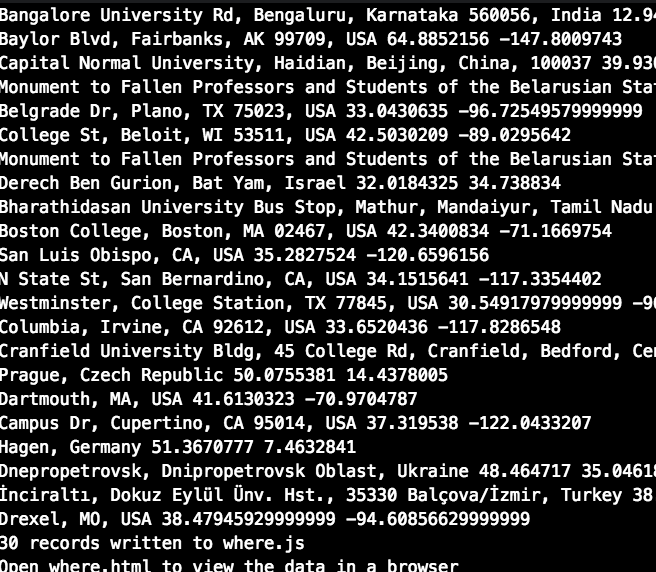 Bangalore University Rd, Bengaluru, Karnataka 560056, India 12.94
Baylor Blvd, Fairbanks, AK 99709, USA 64.8852156 -147.8009743
Capital Normal University, Haidian, Beijing, China, 100037 39.930
Monument to Fallen Professors and Students of the Belarusian Stat
Belgrade Dr, Plano, TX 75023, USA 33.0430635 -96.72549579999999
College St, Beloit, WI 53511, USA 42.5030209 -89.0295642
Monument to Fallen Professors and Students of the Belarusian Stat
Derech Ben Gurion, Bat Yam, Israel 32.0184325 34.738834
Bharathidasan University Bus Stop, Mathur, Mandaiyur, Tamil Nadu
Boston College, Boston, MA 02467, USA 42.3400834 -71.1669754
San Luis Obispo, CA, USA 35.2827524 -120.6596156
N State St, San Bernardino, CA, USA 34.1515641 -117.3354402
Westminster, College Station, TX 77845, USA 30.54917979999999 -96
Columbia, Irvine, CA 92612, USA 33.6520436 -117.8286548
Cranfield University Bldg, 45 College Rd, Cranfield, Bedford, Cen
Prague, Czech Republic 50.0755381 14.4378005
Dartmouth, MA, USA 41.6130323 -70.9704787
Campus Dr, Cupertino, CA 95014, USA 37.319538 -122.0433207
Hagen, Germany 51.3670777 7.4632841
Dnepropetrovsk, Dnipropetrovsk Oblast, Ukraine 48.464717 35.04618
İnciraltı, Dokuz Eylül Ünv. Hst., 35330 Balçova/İzmir, Turkey 38
Drexel, MO, USA 38.47945929999999 -94.60856629999999
30 records written to where.js
Open where.html to view the data in a browser